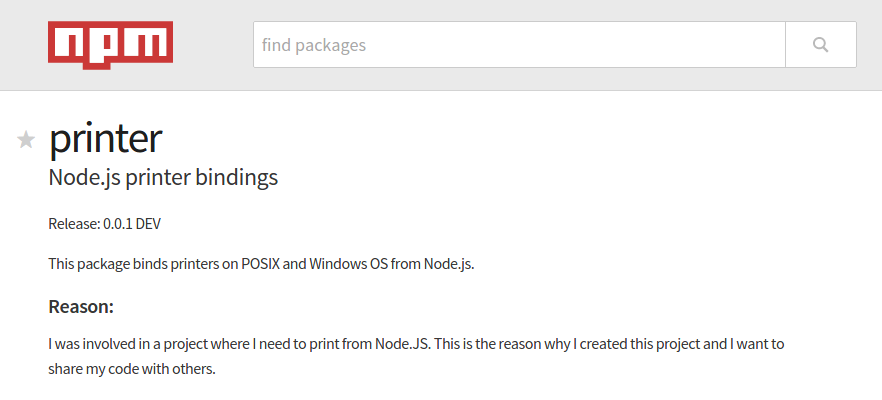 npm
find packages
printer
Node.js printer bindings
Release: 0.0.1 DEV
This package binds printers on POSIX and Windows OS from Node.js.
Reason:
I was involved in a project where I need to print from Node.JS. This is the reason why I created this project and I want to
share my code with others.